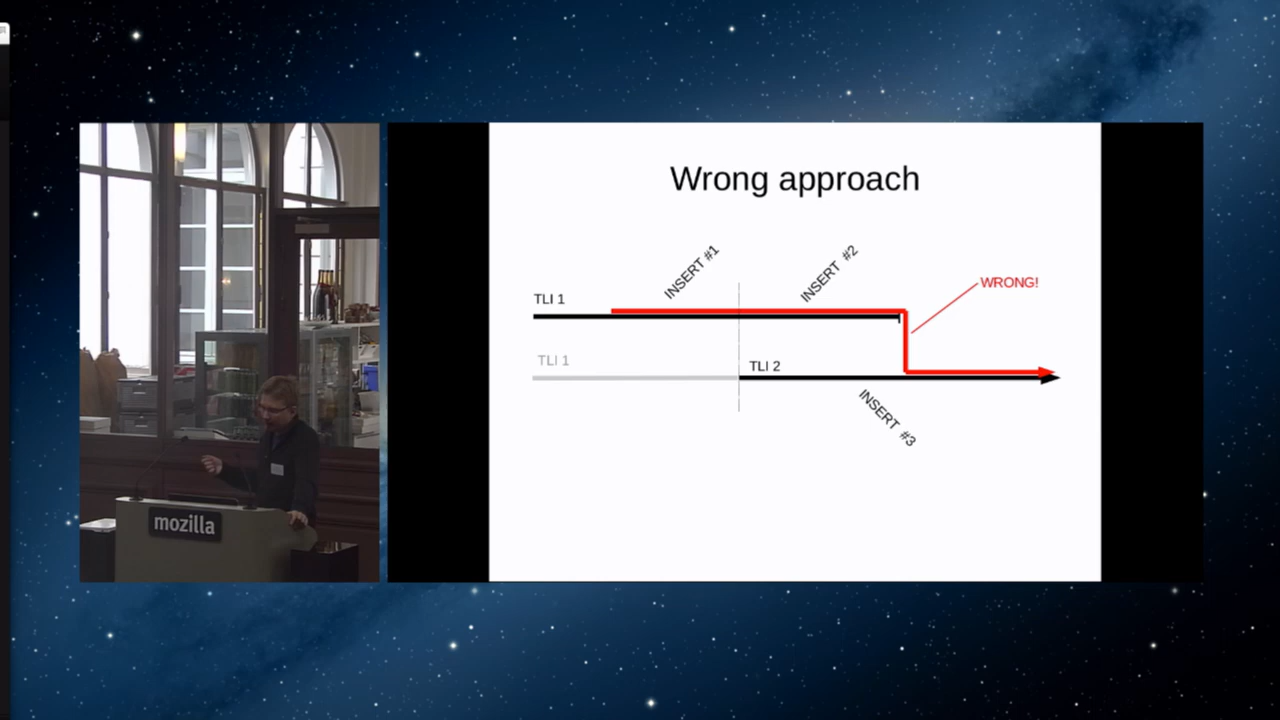 Wrong approach
INSERT #1
INSERT #2
WRONG!
TLI 1
TLI 1
TLI 2
INSERT #3
mozilla